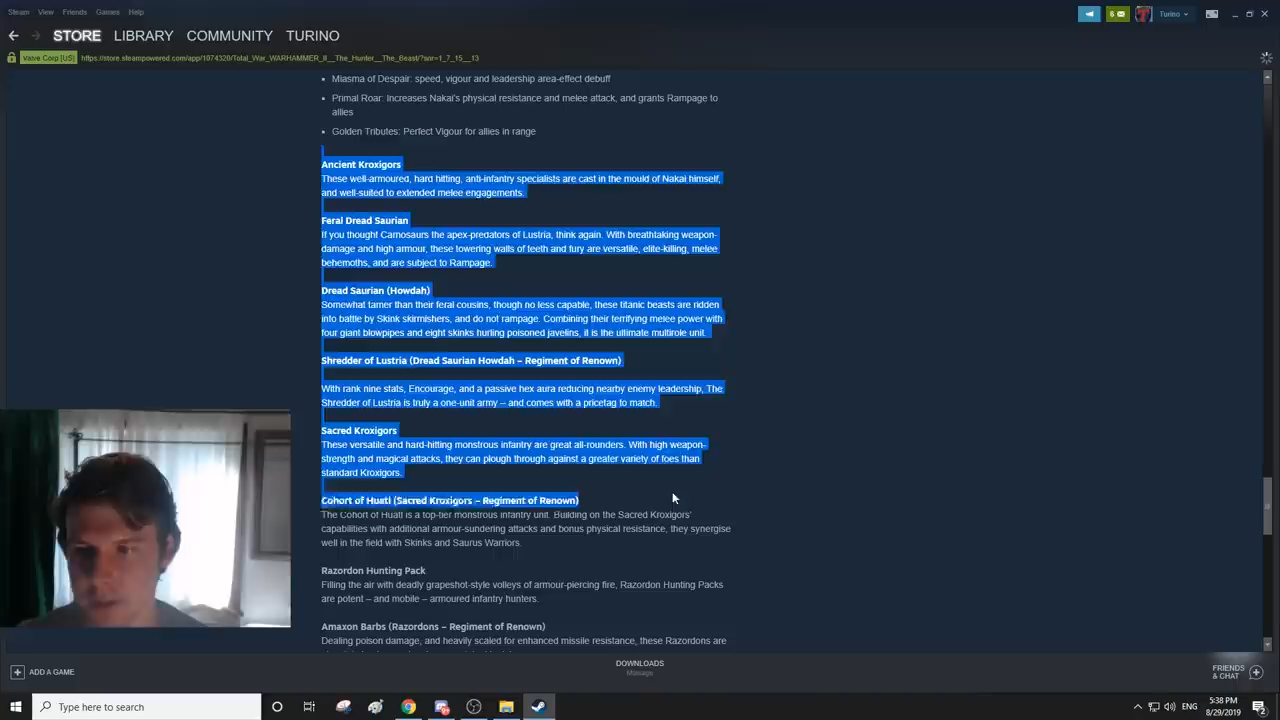 Steam View Friends Games Help
6
Turino
STORE LIBRARY COMMUNITY TURINO
Valve Corp [US] https://store.steampowered.com/app/1074320/Total_War_WARHAMMER_II__The_Hunter__The_Beast/?snr=1_7_15__13
Miasma of Despair: speed, vigour and leadership area-effect debuff
Primal Roar: Increases Nakai's physical resistance and melee attack, and grants Rampage to
allies
Golden Tributes: Perfect Vigour for allies in range
Ancient Kroxigors
These well-armoured, hard hitting, anti-infantry specialists are cast in the mould of Nakai himself,
and well-suited to extended melee engagements.
Feral Dread Saurian
If you thought Carnosaurs the apex-predators of Lustria, think again. With breathtaking weapon-
damage and high armour, these towering walls of teeth and fury are versatile, elite-killing, melee
behemoths, and are subject to Rampage.
Dread Saurian (Howdah)
Somewhat tamer than their feral cousins, though no less capable, these titanic beasts are ridden
into battle by Skink skirmishers, and do not rampage. Combining their terrifying melee power with
four giant blowpipes and eight skinks hurling poisoned javelins, it is the ultimate multirole unit.
Shredder of Lustria (Dread Saurian Howdah – Regiment of Renown)
With rank nine stats, Encourage, and a passive hex aura reducing nearby enemy leadership, The
Shredder of Lustria is truly a one-unit army – and comes with a pricetag to match.
Sacred Kroxigors
These versatile and hard-hitting monstrous infantry are great all-rounders. With high weapon-
strength and magical attacks, they can plough through against a greater variety of foes than
standard Kroxigors.
Cohort of Huatl (Sacred Kroxigors – Regiment of Renown)
The Cohort of Huatl is a top-tier monstrous infantry unit. Building on the Sacred Kroxigors'
capabilities with additional armour-sundering attacks and bonus physical resistance, they synergise
well in the field with Skinks and Saurus Warriors.
Razordon Hunting Pack
Filling the air with deadly grapeshot-style volleys of armour-piercing fire, Razordon Hunting Packs
are potent – and mobile – armoured infantry hunters.
Amaxon Barbs (Razordons – Regiment of Renown)
Dealing poison damage, and heavily scaled for enhanced missile resistance, these Razordons are
ADD A GAME
DOWNLOADS
Manage
FRIENDS
& CHAT
Type here to search
ENG
5:38 PM
8/29/2019